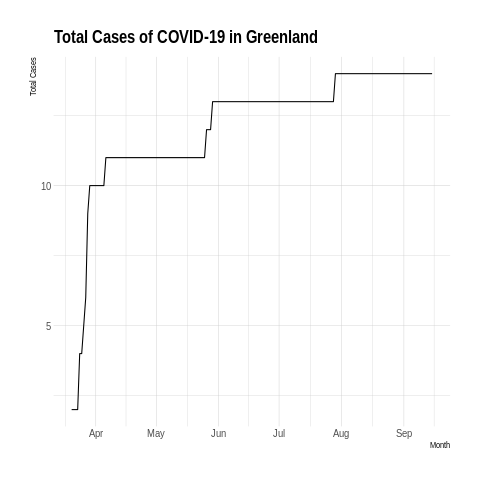 Total Cases of COVID-19 in Greenland
Total Cases
10
5
Apr May Jun Jul Aug Sep
Month